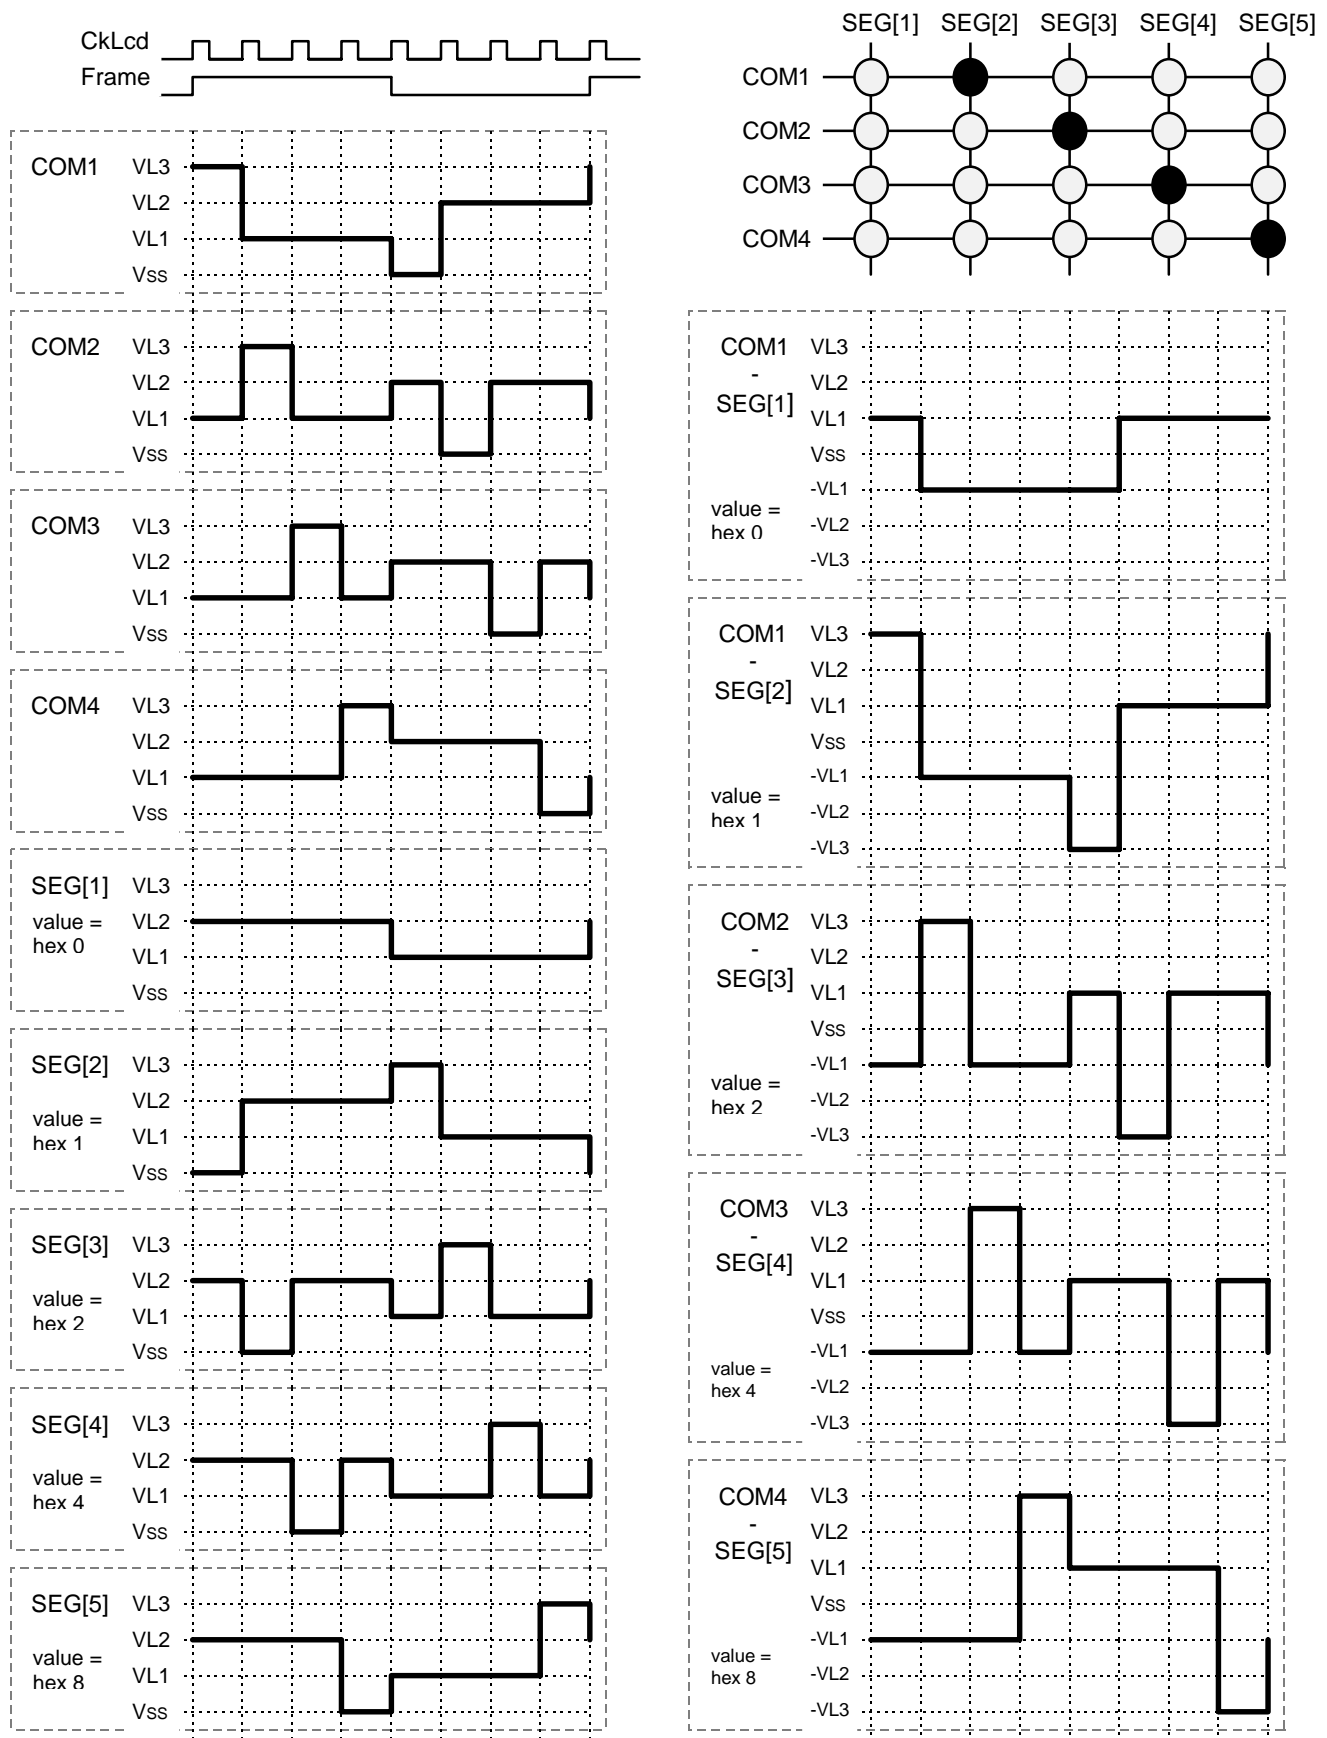 CkLcd
Frame
COM1
VL3
VL2
VL1
Vss
COM2
VL3
VL2
VL1
Vss
COM3
VL3
VL2
VL1
Vss
COM4
VL3
VL2
VL1
Vss
SEG[1]
value =
hex 0
VL3
VL2
VL1
Vss
SEG[2]
value =
hex 1
VL3
VL2
VL1
Vss
SEG[3]
value =
hex 2
VL3
VL2
VL1
Vss
SEG[4]
value =
hex 4
VL3
VL2
VL1
Vss
SEG[5]
value =
hex 8
VL3
VL2
VL1
Vss
SEG[1] SEG[2] SEG[3] SEG[4] SEG[5]
COM1
COM2
COM3
COM4
COM1
-
SEG[1]
value =
hex 0
VL3
VL2
VL1
Vss
-VL1
-VL2
-VL3
COM1
-
SEG[2]
value =
hex 1
VL3
VL2
VL1
Vss
-VL1
-VL2
-VL3
COM2
-
SEG[3]
value =
hex 2
VL3
VL2
VL1
Vss
-VL1
-VL2
-VL3
COM3
-
SEG[4]
value =
hex 4
VL3
VL2
VL1
Vss
-VL1
-VL2
-VL3
COM4
-
SEG[5]
value =
hex 8
VL3
VL2
VL1
Vss
-VL1
-VL2
-VL3